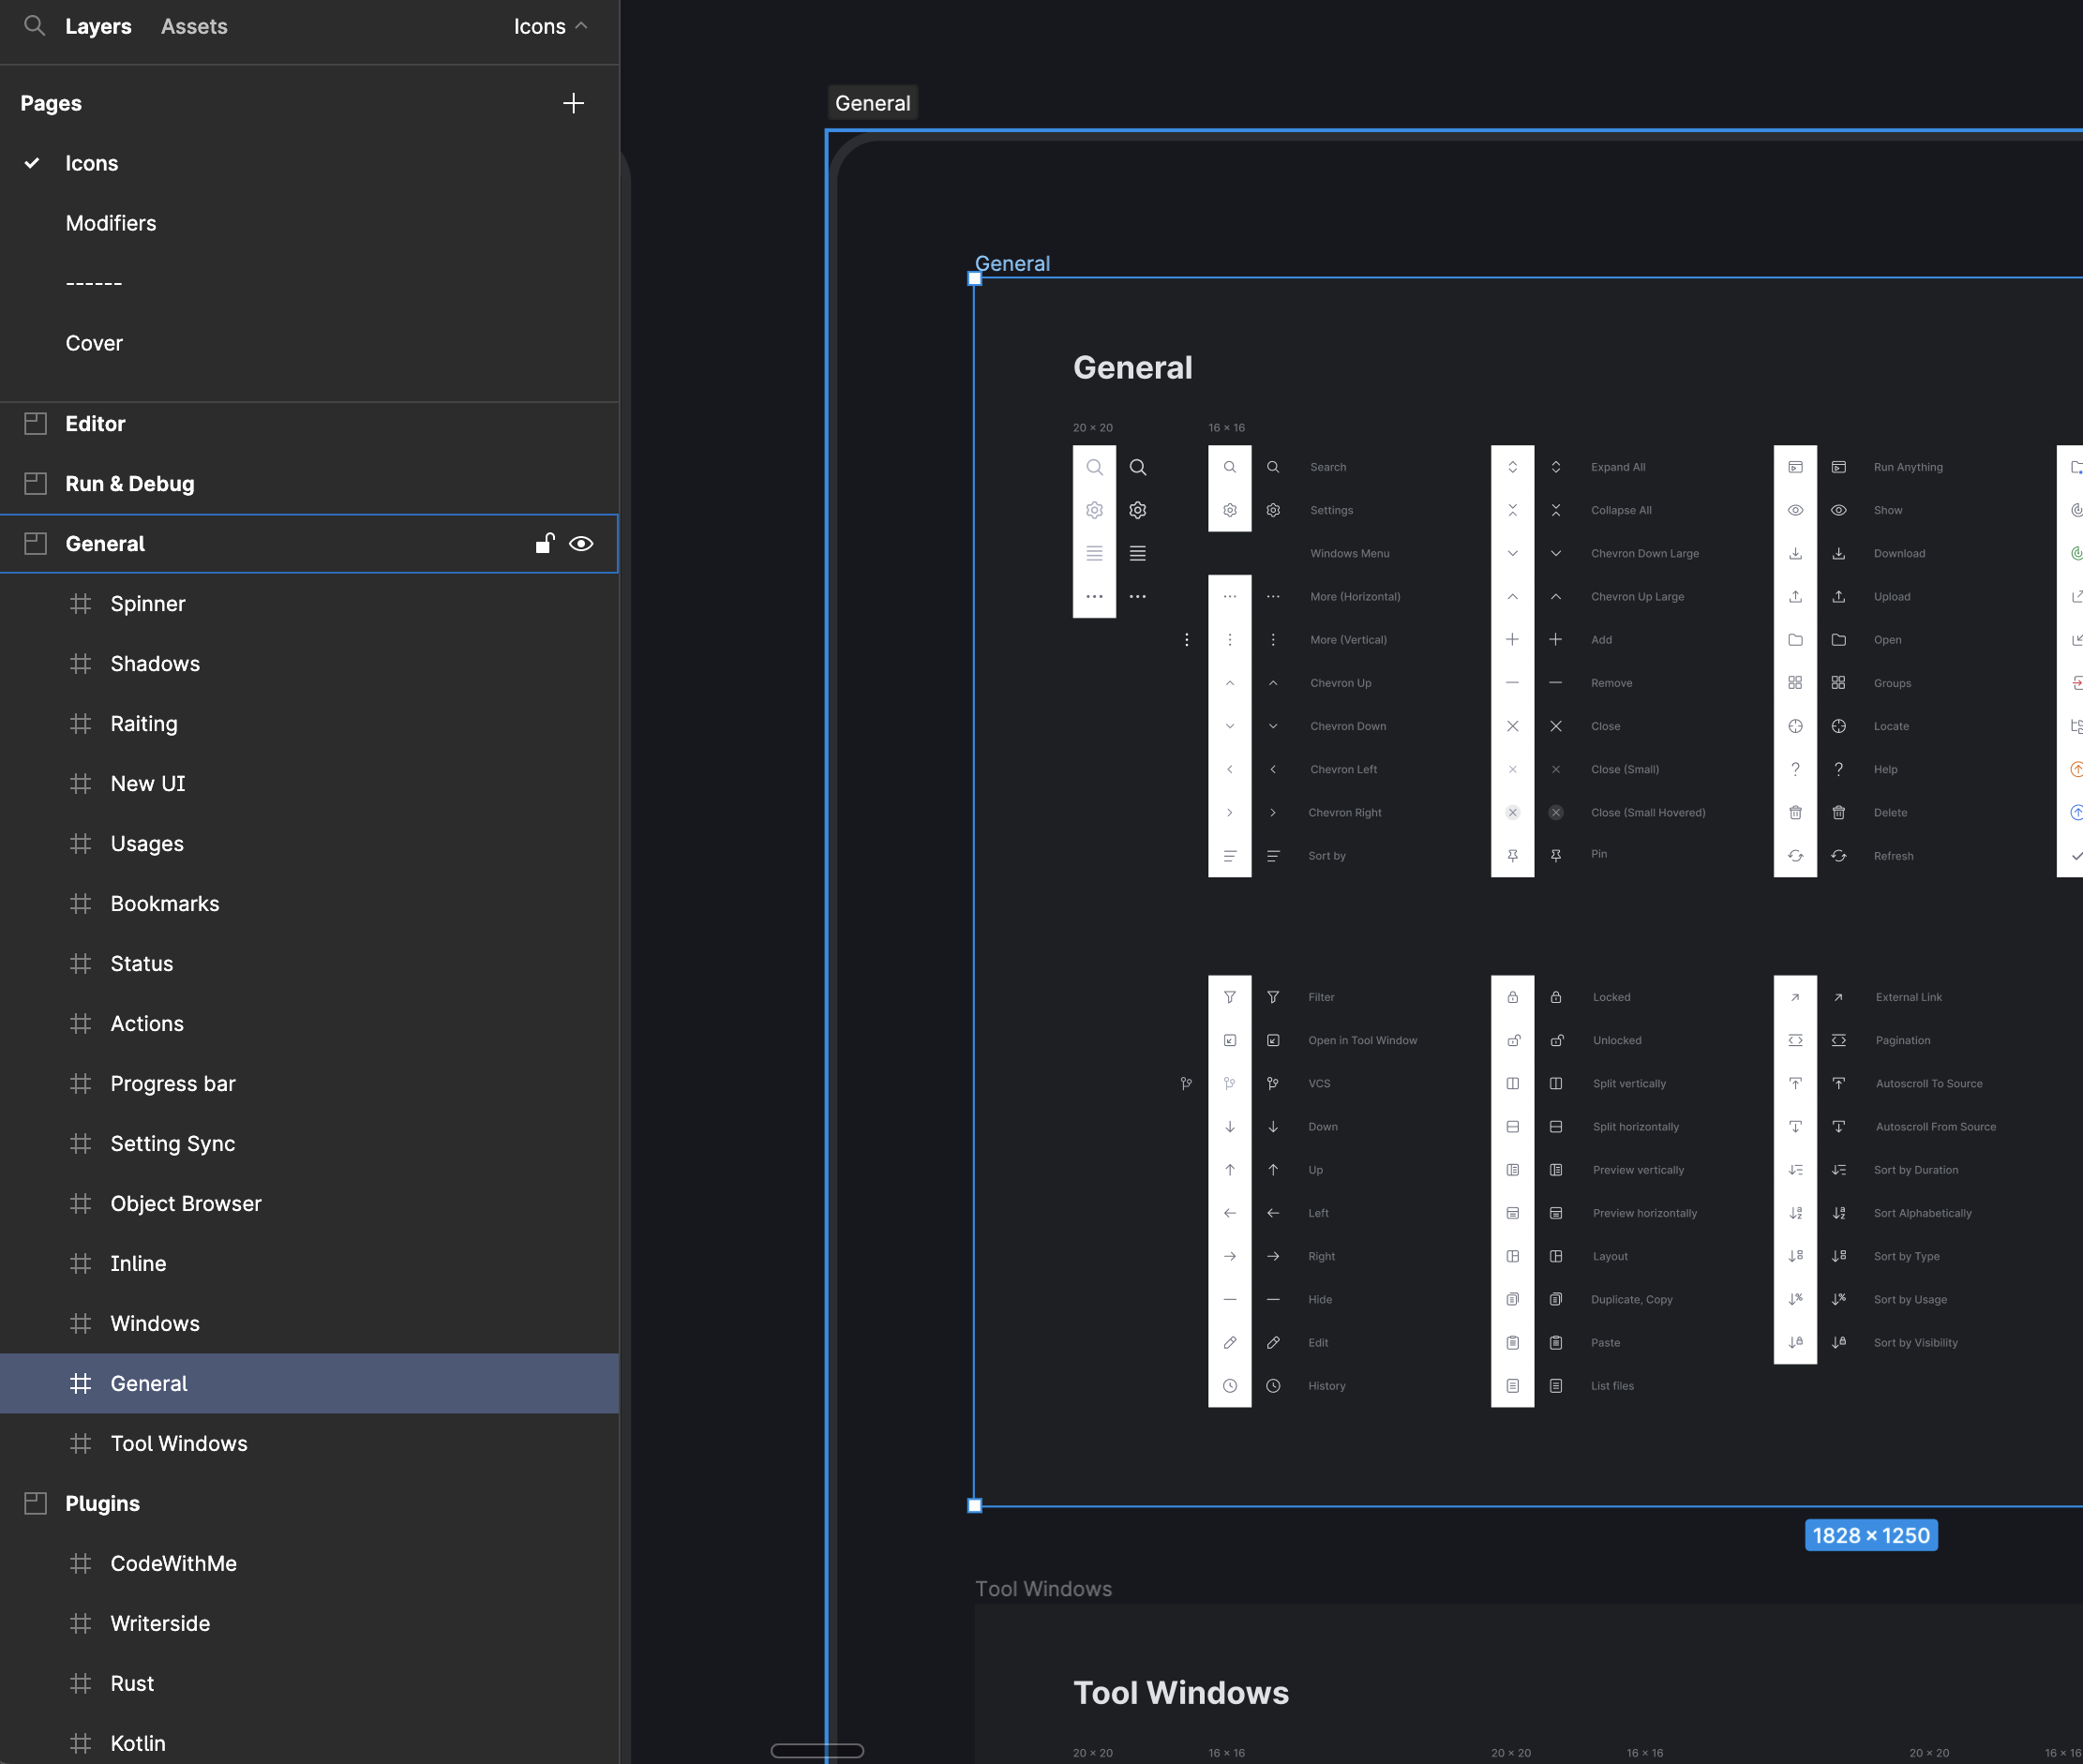 Layers Assets Icons
Pages
Icons
Modifiers
------
Cover
Editor
Run & Debug
General
Spinner
Shadows
Raiting
New UI
Usages
Bookmarks
Status
Actions
Progress bar
Setting Sync
Object Browser
Inline
Windows
General
Tool Windows
Plugins
CodeWithMe
Writerside
Rust
Kotlin
General
General
General
20 × 20 16 × 16
Search Expand All Run Anything
Settings Collapse All Show
Windows Menu Chevron Down Large Download
More (Horizontal) Chevron Up Large Upload
More (Vertical) Add Open
Chevron Up Remove Groups
Chevron Down Close Locate
Chevron Left Close (Small) Help
Chevron Right Close (Small Hovered) Delete
Sort by Pin Refresh
Filter Locked External Link
Open in Tool Window Unlocked Pagination
VCS Split vertically Autoscroll To Source
Down Split horizontally Autoscroll From Source
Up Preview vertically Sort by Duration
Left Preview horizontally Sort Alphabetically
Right Layout Sort by Type
Hide Duplicate, Copy Sort by Usage
Edit Paste Sort by Visibility
History List files
1828 × 1250
Tool Windows
Tool Windows
20 × 20 16 × 16 20 × 20 16 × 16 20 × 20 16 × 16